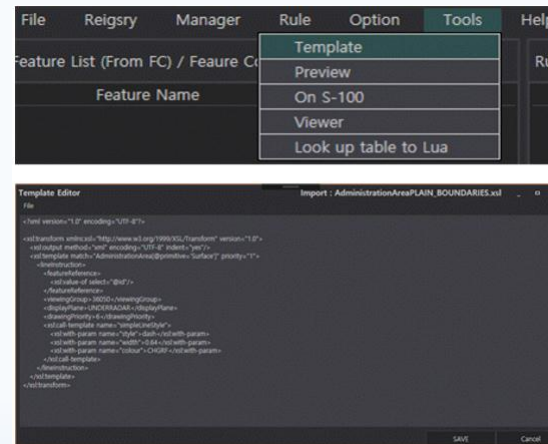 File Reigsry Manager Rule Option Tools Help
Feature List (From FC) / Feaure Co
Ru
Feature Name
Template
Preview
On S-100
Viewer
Look up table to Lua
Template Editor Import : AdministrationAreaPLAIN_BOUNDARIES.xsl
File
<?xml version="1.0" encoding="UTF-8"?>
<xsl:transform xmlns:xsl="http://www.w3.org/1999/XSL/Transform" version="1.0">
<xsl:output method="xml" encoding="UTF-8" indent="yes"/>
<xsl:template match="AdministrationArea[@primitive='Surface']" priority="1">
<lineInstruction>
<featureReference>
<xsl:value-of select="@id"/>
</featureReference>
<viewingGroup>36050</viewingGroup>
<displayPlane>UNDERRADAR</displayPlane>
<drawingPriority>6</drawingPriority>
<xsl:call-template name="simpleLineStyle">
<xsl:with-param name="style">dash</xsl:with-param>
<xsl:with-param name="width">0.64</xsl:with-param>
<xsl:with-param name="colour">CHGRF</xsl:with-param>
</xsl:call-template>
</lineInstruction>
</xsl:template>
</xsl:transform>
SAVE Cancel